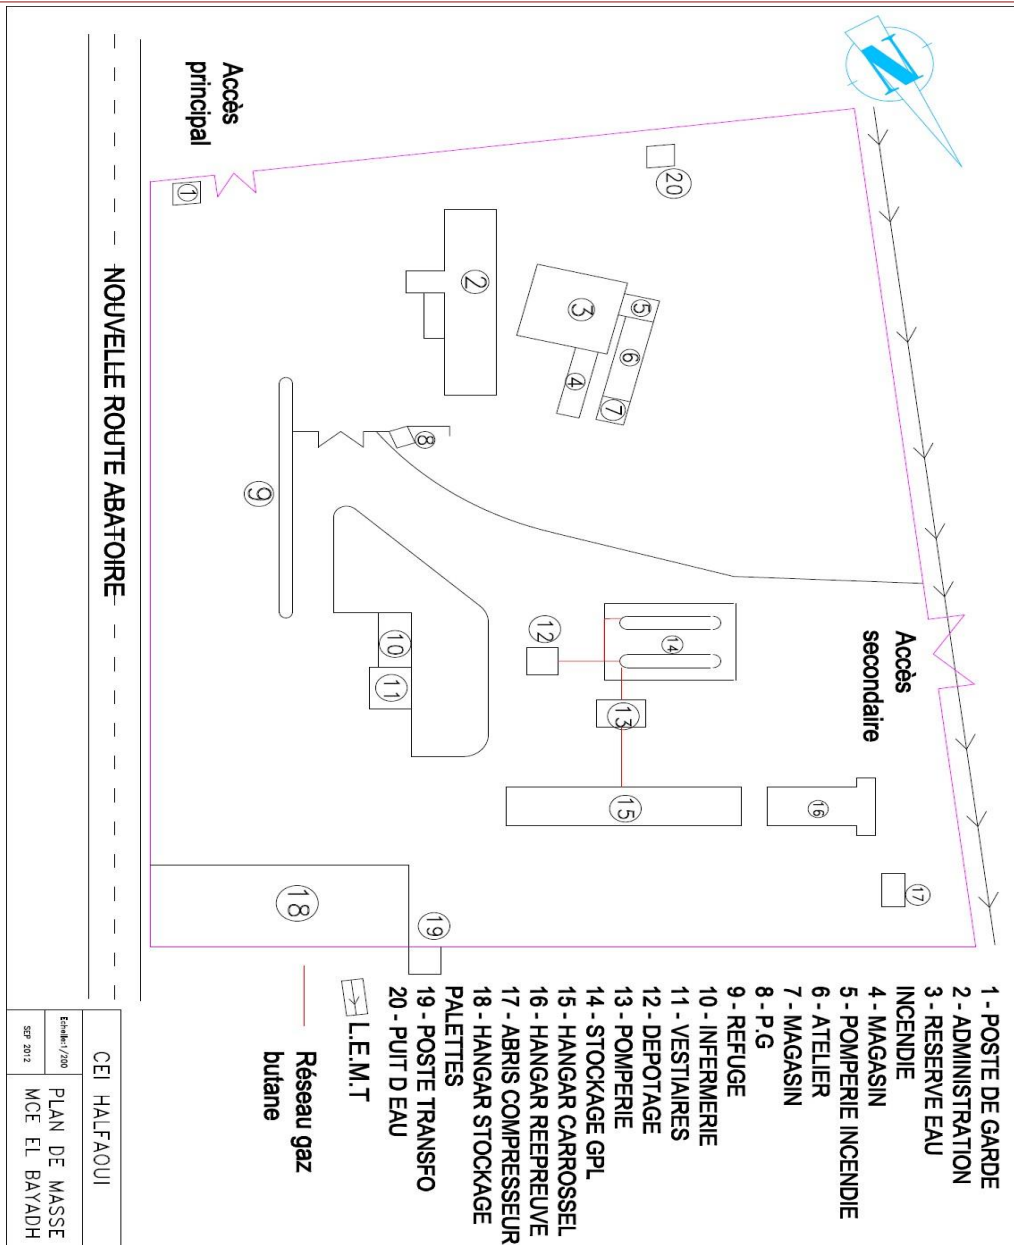 N
Accès
principal
NOUVELLE ROUTE ABATOIRE
Accès
secondaire
1
2
3
4
5
6
7
8
9
10
11
12
13
14
15
16
17
18
19
20
1 - POSTE DE GARDE
2 - ADMINISTRATION
3 - RESERVE EAU
INCENDIE
4 - MAGASIN
5 - POMPERIE INCENDIE
6 - ATELIER
7 - MAGASIN
8 - P.G
9 - REFUGE
10 - INFERMERIE
11 - VESTIAIRES
12 - DEPOTAGE
13 - POMPERIE
14 - STOCKAGE GPL
15 - HANGAR CARROSSEL
16 - HANGAR REEPREUVE
17 - ABRIS COMPRESSEUR
18 - HANGAR STOCKAGE
PALETTES
19 - POSTE TRANSFO
20 - PUIT D EAU
L.E.M.T
Réseau gaz
butane
CEI HALFAOUI
Echelle:1/200
SEP 2012
PLAN DE MASSE
MCE EL BAYADH